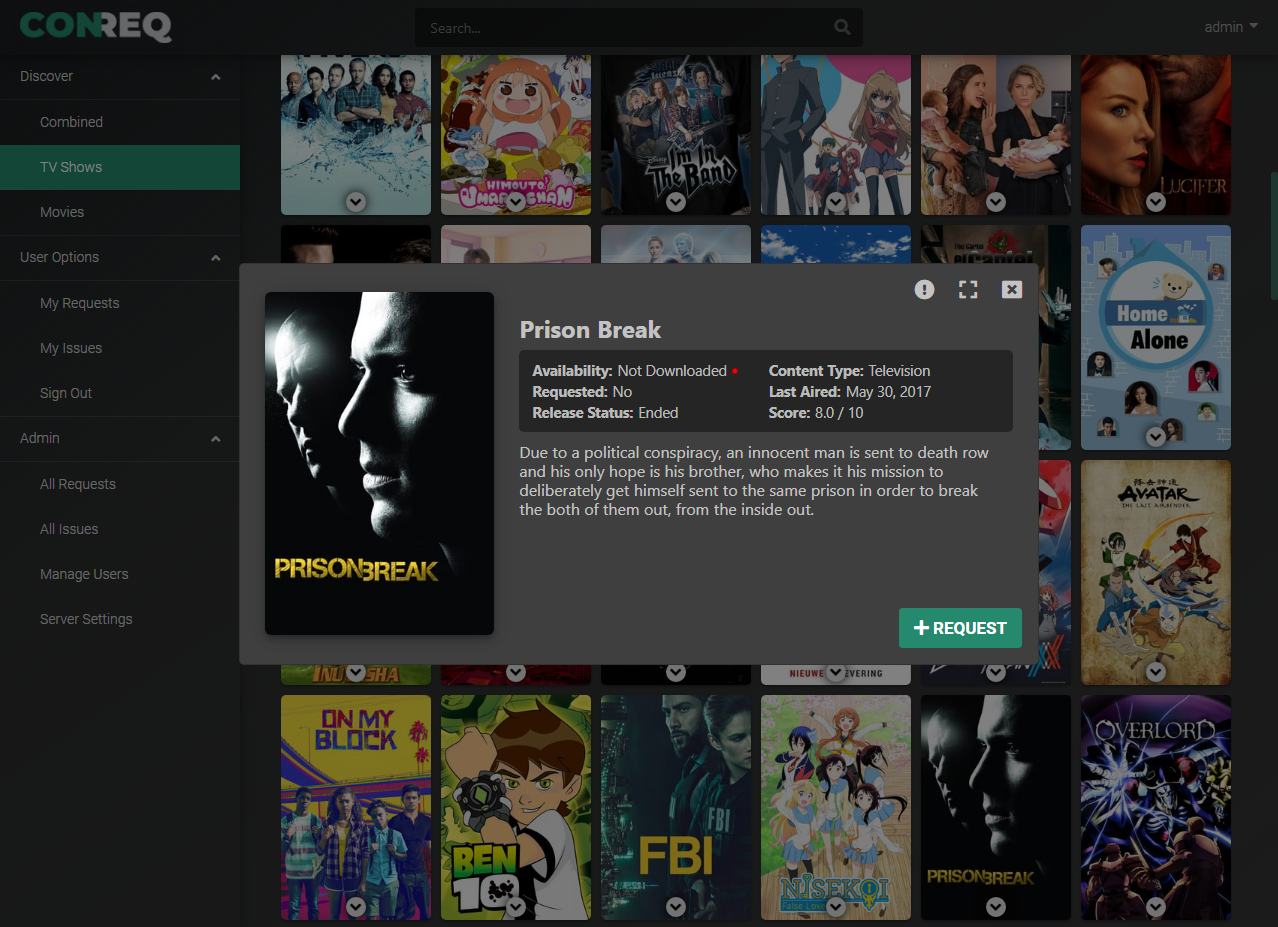 CONREQ
Search...
admin
Discover
Combined
TV Shows
Movies
User Options
My Requests
My Issues
Sign Out
Admin
All Requests
All Issues
Manage Users
Server Settings
HIMOUTO!
UMARU-CHAN
Disney
I'm In
The Band
LUCIFER
Home
Alone
Prison Break
Availability: Not Downloaded
Content Type: Television
Requested: No
Last Aired: May 30, 2017
Release Status: Ended
Score: 8.0 / 10
Due to a political conspiracy, an innocent man is sent to death row
and his only hope is his brother, who makes it his mission to
deliberately get himself sent to the same prison in order to break
the both of them out, from the inside out.
PRISON BREAK
REQUEST
AVATAR
THE LAST AIRBENDER
NIEUWE
ON MY
BLOCK
BEN
10
FBI
FBI
NISEKOI
False Love
PRISON BREAK
OVERLORD